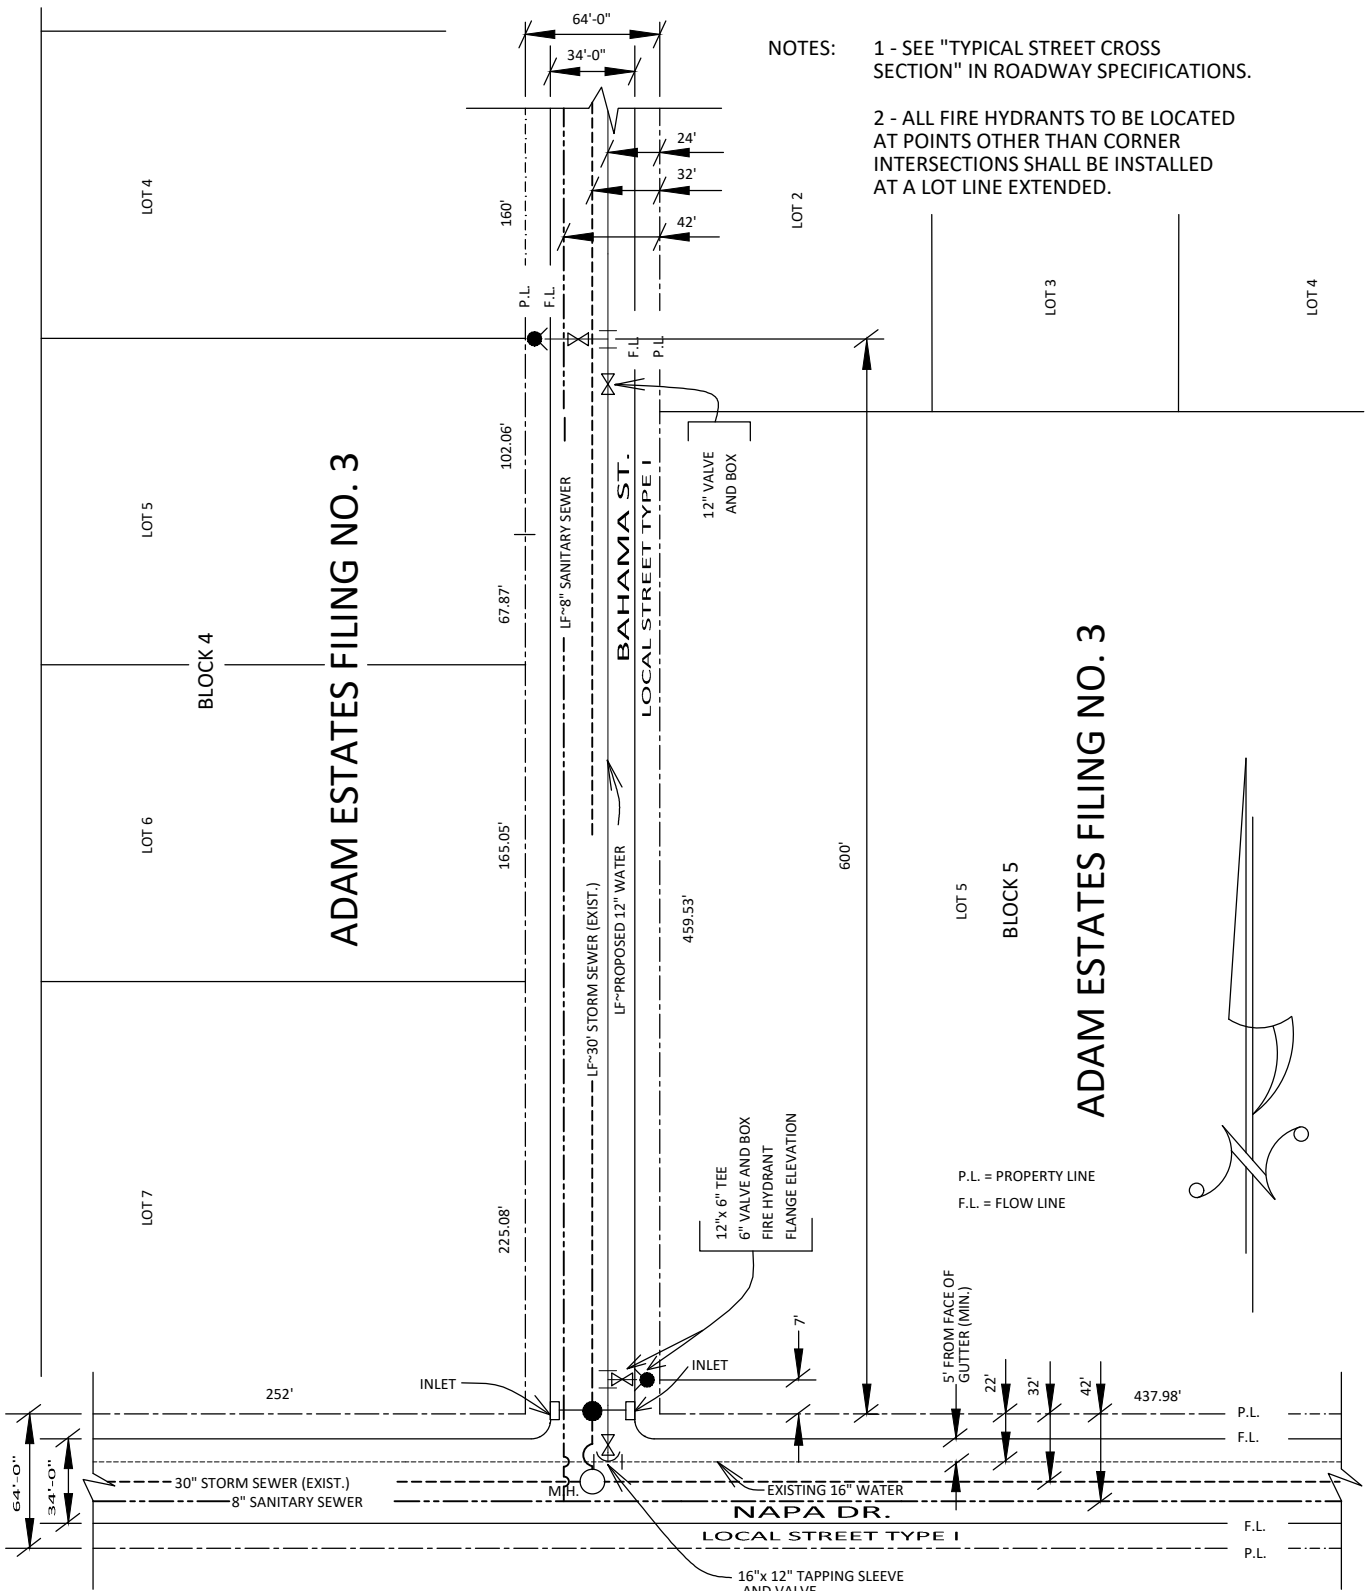 64'-0"
34'-0"
NOTES:
1 - SEE "TYPICAL STREET CROSS
SECTION" IN ROADWAY SPECIFICATIONS.
2 - ALL FIRE HYDRANTS TO BE LOCATED
AT POINTS OTHER THAN CORNER
INTERSECTIONS SHALL BE INSTALLED
AT A LOT LINE EXTENDED.
24'
32'
42'
LOT 4
160'
LOT 2
LOT 3
LOT 4
P.L.
F.L.
F.L.
P.L.
12" VALVE
AND BOX
102.06'
67.87'
LOT 5
BLOCK 4
ADAM ESTATES FILING NO. 3
LF~8" SANITARY SEWER
BAHAMA ST.
LOCAL STREET TYPE I
LOT 6
165.05'
LF~30' STORM SEWER (EXIST.)
LF~PROPOSED 12" WATER
459.53'
600'
LOT 5
BLOCK 5
ADAM ESTATES FILING NO. 3
LOT 7
225.08'
12"x 6" TEE
6" VALVE AND BOX
FIRE HYDRANT
FLANGE ELEVATION
P.L. = PROPERTY LINE
F.L. = FLOW LINE
N
7'
5' FROM FACE OF
GUTTER (MIN.)
22'
32'
42'
437.98'
INLET
INLET
252'
P.L.
F.L.
64'-0"
34'-0"
30" STORM SEWER (EXIST.)
8" SANITARY SEWER
M.H.
EXISTING 16" WATER
NAPA DR.
LOCAL STREET TYPE I
F.L.
P.L.
16"x 12" TAPPING SLEEVE
AND VALVE